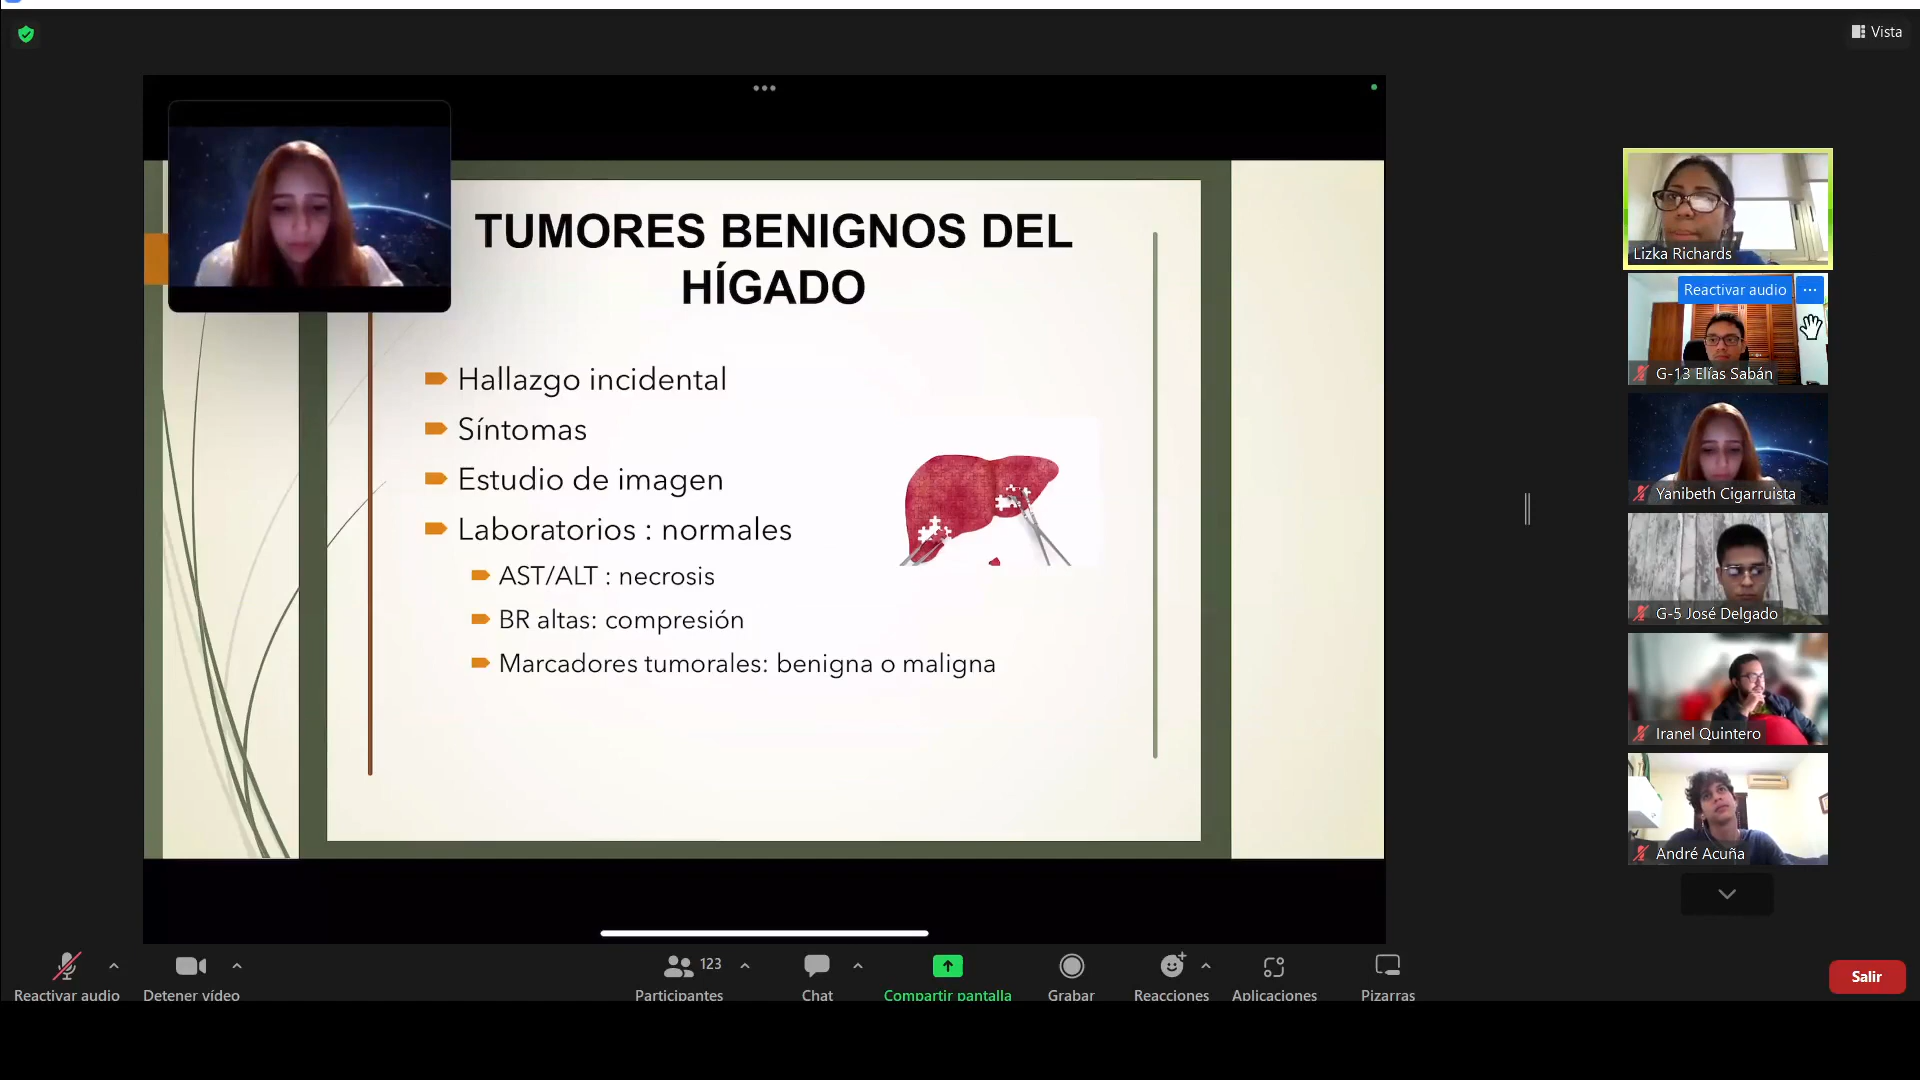 Vista
TUMORES BENIGNOS DEL
HÍGADO
Hallazgo incidental
Síntomas
Estudio de imagen
Laboratorios : normales
AST/ALT : necrosis
BR altas: compresión
Marcadores tumorales: benigna o maligna
Lizka Richards
Reactivar audio
G-13 Elías Sabán
Yanibeth Cigarruista
G-5 José Delgado
Iranel Quintero
André Acuña
123
Reactivar audio
Detener vídeo
Participantes
Chat
Compartir pantalla
Grabar
Reacciones
Aplicaciones
Pizarras
Salir